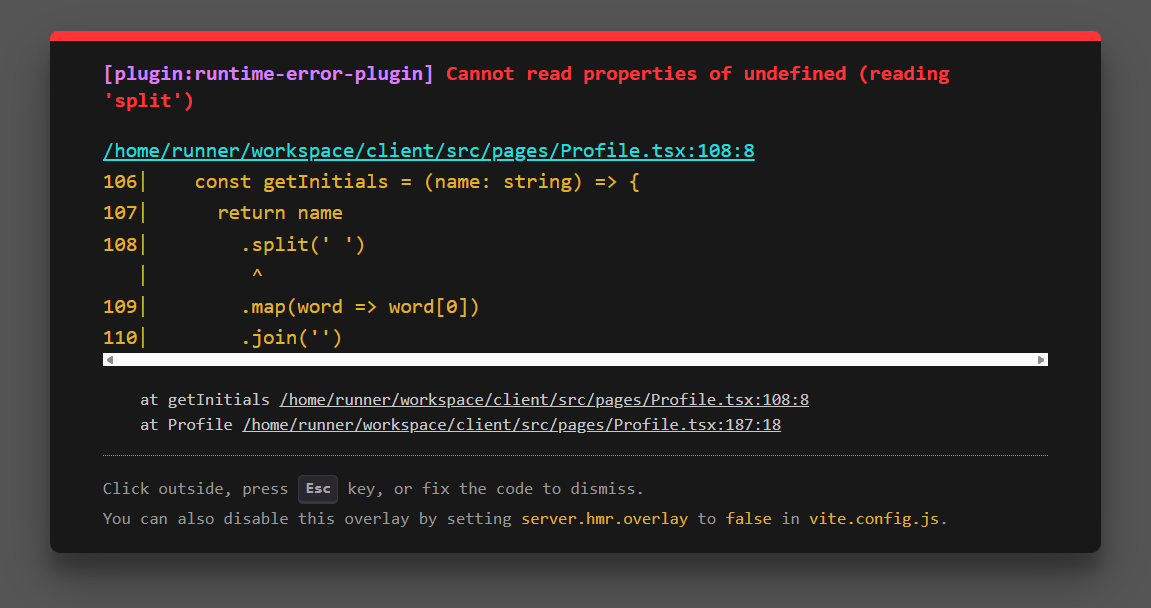 [plugin:runtime-error-plugin] Cannot read properties of undefined (reading
'split')
/home/runner/workspace/client/src/pages/Profile.tsx:108:8
106|    const getInitials = (name: string) => {
107|      return name
108|        .split(' ')
   |         ^
109|        .map(word => word[0])
110|        .join('')
at getInitials /home/runner/workspace/client/src/pages/Profile.tsx:108:8
at Profile /home/runner/workspace/client/src/pages/Profile.tsx:187:18
Click outside, press Esc key, or fix the code to dismiss.
You can also disable this overlay by setting server.hmr.overlay to false in vite.config.js.